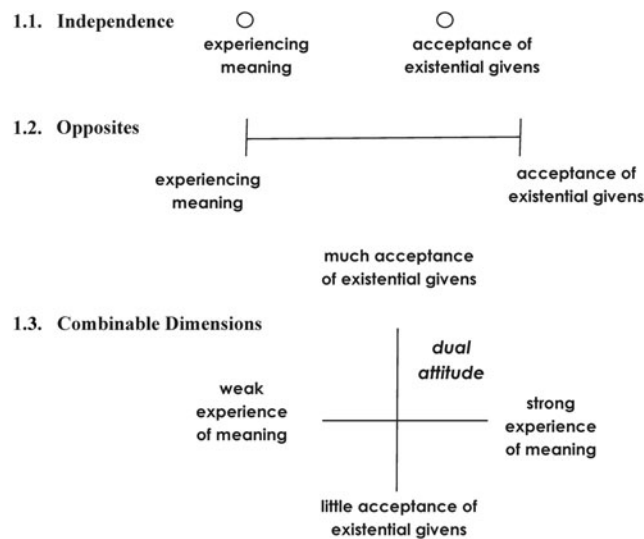 1.1. Independence
experiencing
meaning
acceptance of
existential givens
1.2. Opposites
experiencing
meaning
acceptance of
existential givens
much acceptance
of existential givens
1.3. Combinable Dimensions
dual
attitude
weak
experience
of meaning
strong
experience
of meaning
little acceptance of
existential givens